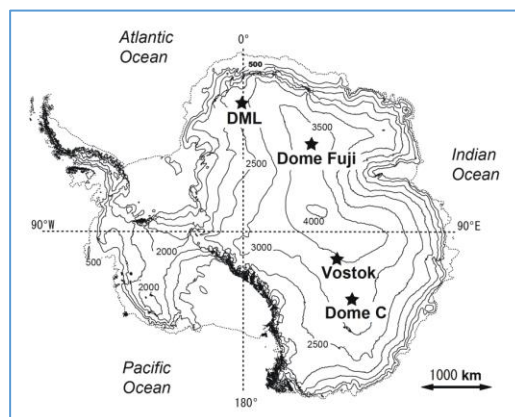 Atlantic
Ocean
0°
500
DML
3500
Dome Fuji
2500
Indian
Ocean
4000
90°W
90°E
3000
500
2000
Vostok
2000
Dome C
2500
Pacific
Ocean
1000 km
180°